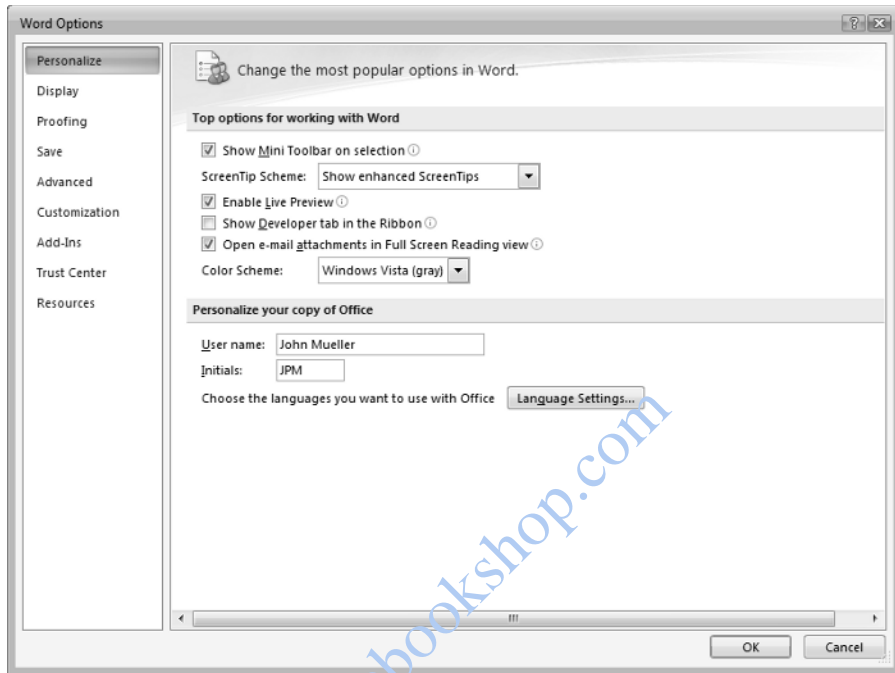 Word Options
Personalize
Display
Proofing
Save
Advanced
Customization
Add-Ins
Trust Center
Resources
Change the most popular options in Word.
Top options for working with Word
Show Mini Toolbar on selection
ScreenTip Scheme: Show enhanced ScreenTips
Enable Live Preview
Show Developer tab in the Ribbon
Open e-mail attachments in Full Screen Reading view
Color Scheme: Windows Vista (gray)
Personalize your copy of Office
User name: John Mueller
Initials: JPM
Choose the languages you want to use with Office Language Settings...
OK Cancel
bookshop.com